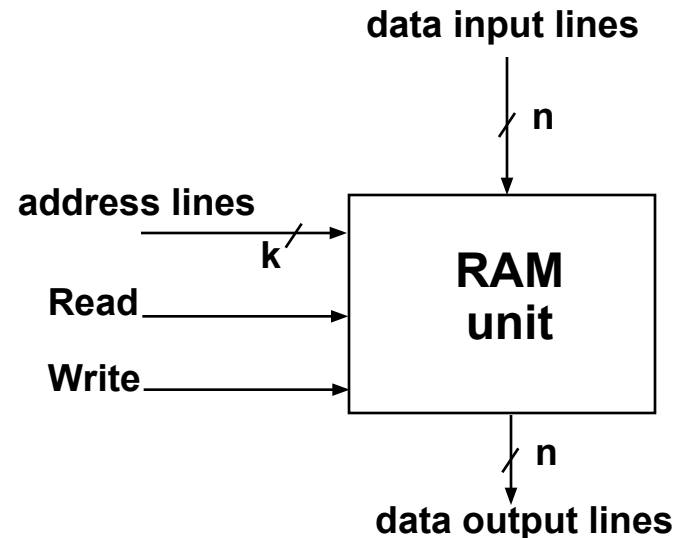 data input lines
n
address lines
k
RAM
unit
Read
Write
n
data output lines